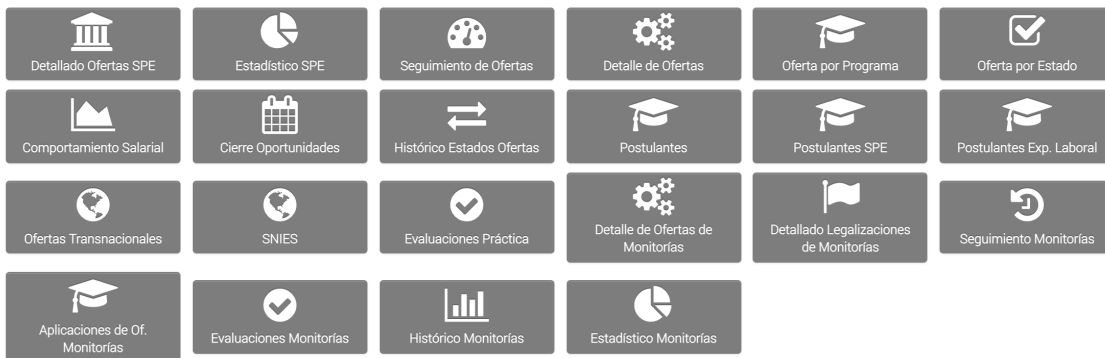 Detallado Ofertas SPE
Estadístico SPE
Seguimiento de Ofertas
Detalle de Ofertas
Oferta por Programa
Oferta por Estado
Comportamiento Salarial
Cierre Oportunidades
Histórico Estados Ofertas
Postulantes
Postulantes SPE
Postulantes Exp. Laboral
Ofertas Transnacionales
SNIES
Evaluaciones Práctica
Detalle de Ofertas de
Monitorías
Detallado Legalizaciones
de Monitorías
Seguimiento Monitorías
Aplicaciones de Of.
Monitorías
Evaluaciones Monitorías
Histórico Monitorías
Estadístico Monitorías